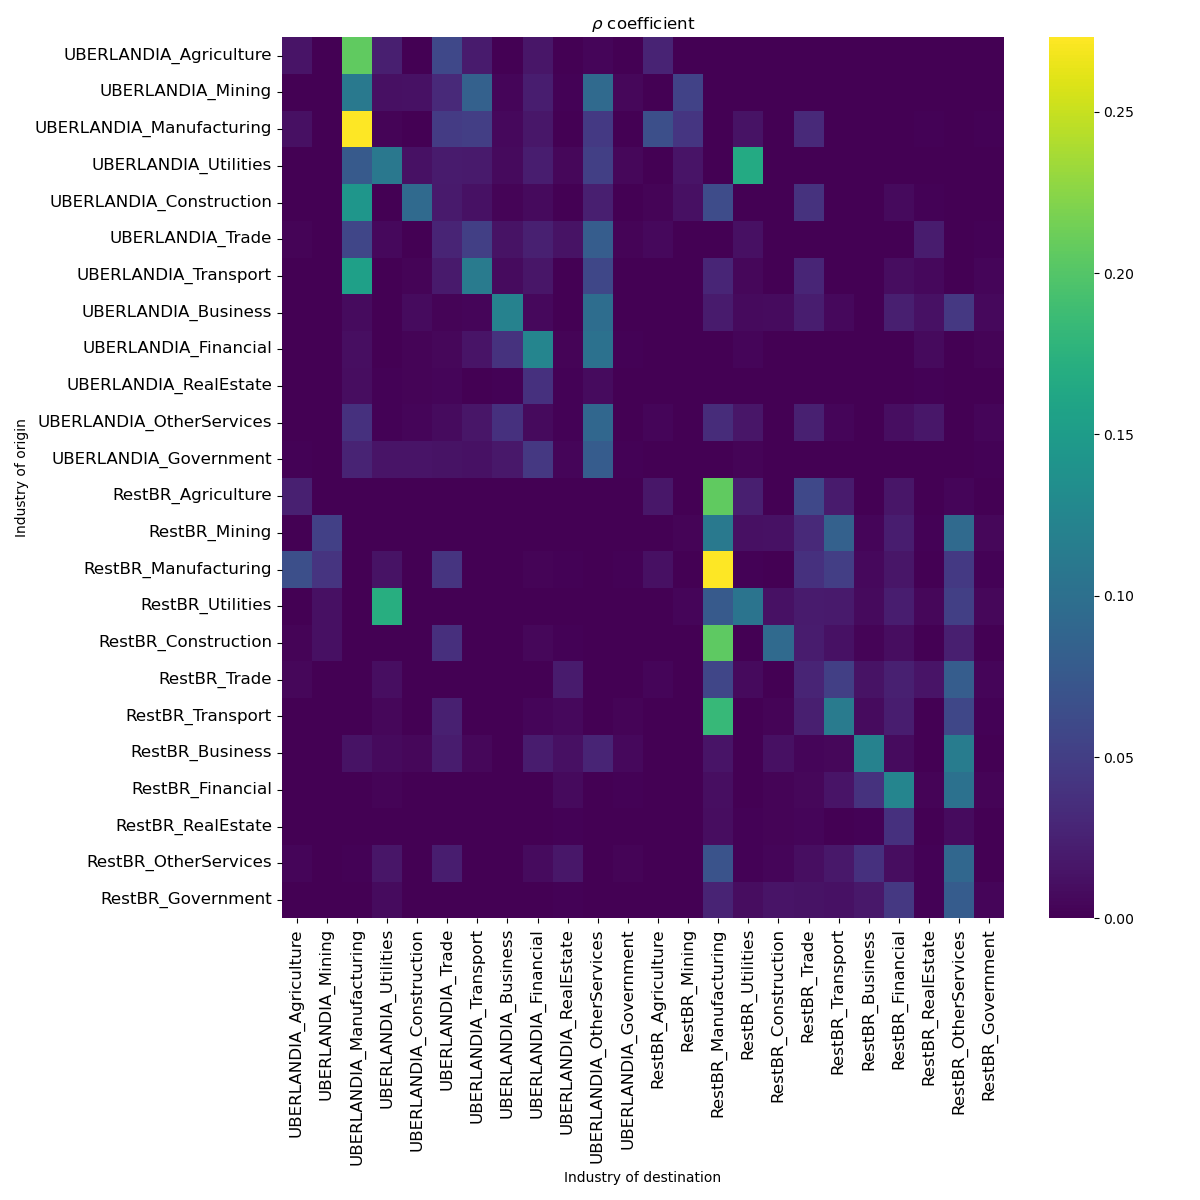 ρ coefficient
UBERLANDIA_Agriculture
UBERLANDIA_Mining
UBERLANDIA_Manufacturing
UBERLANDIA_Utilities
UBERLANDIA_Construction
UBERLANDIA_Trade
UBERLANDIA_Transport
UBERLANDIA_Business
UBERLANDIA_Financial
UBERLANDIA_RealEstate
UBERLANDIA_OtherServices
UBERLANDIA_Government
RestBR_Agriculture
RestBR_Mining
RestBR_Manufacturing
RestBR_Utilities
RestBR_Construction
RestBR_Trade
RestBR_Transport
RestBR_Business
RestBR_Financial
RestBR_RealEstate
RestBR_OtherServices
RestBR_Government
Industry of origin
UBERLANDIA_Agriculture
UBERLANDIA_Mining
UBERLANDIA_Manufacturing
UBERLANDIA_Utilities
UBERLANDIA_Construction
UBERLANDIA_Trade
UBERLANDIA_Transport
UBERLANDIA_Business
UBERLANDIA_Financial
UBERLANDIA_RealEstate
UBERLANDIA_OtherServices
UBERLANDIA_Government
RestBR_Agriculture
RestBR_Mining
RestBR_Manufacturing
RestBR_Utilities
RestBR_Construction
RestBR_Trade
RestBR_Transport
RestBR_Business
RestBR_Financial
RestBR_RealEstate
RestBR_OtherServices
RestBR_Government
Industry of destination
0.25
0.20
0.15
0.10
0.05
0.00